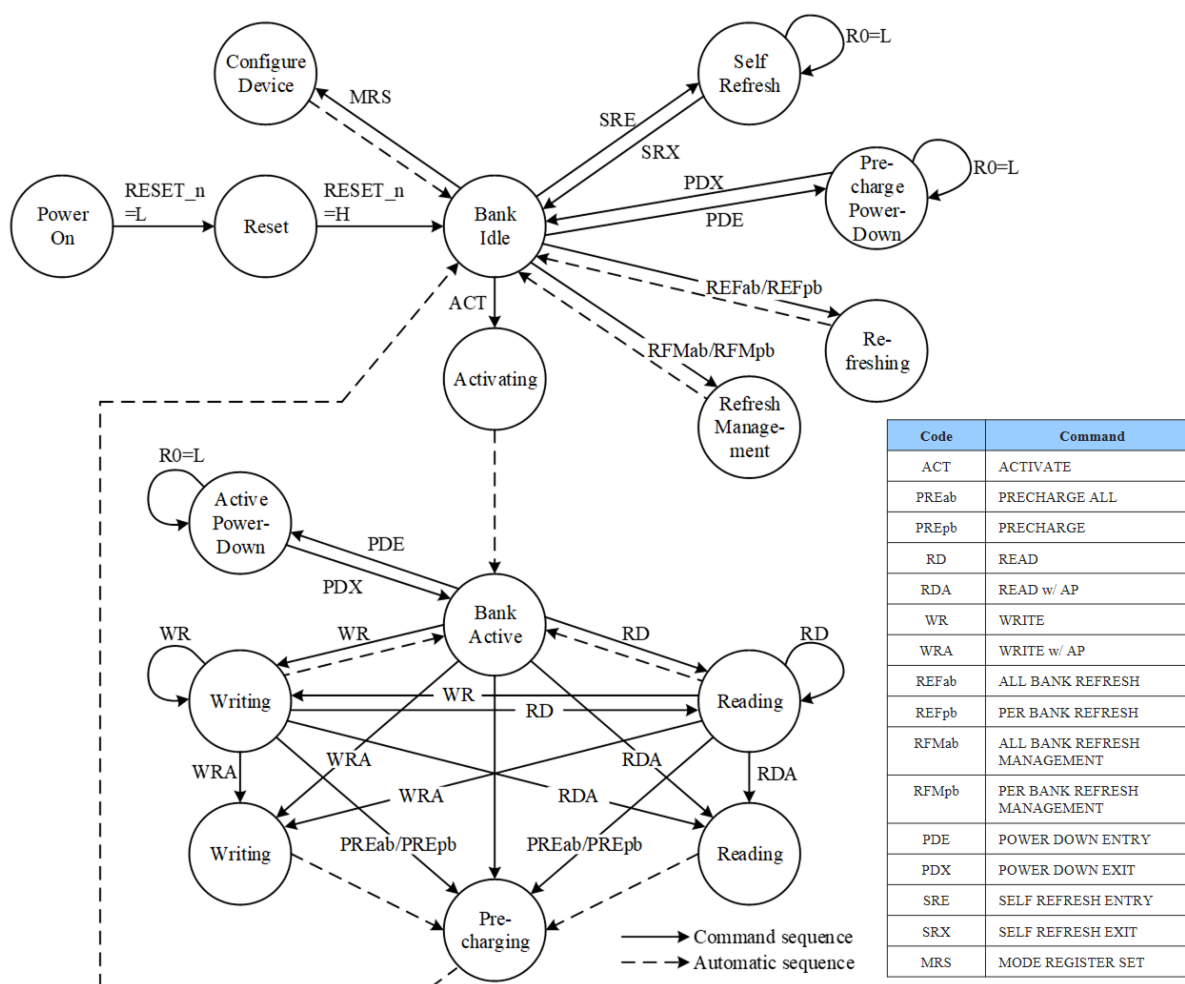 R0=L
Configure
Device
Self
Refresh
MRS
SRE
SRX
R0=L
Pre-
charge
Power-
Down
PDX
PDE
RESET_n
=L
RESET_n
=H
Power
On
Reset
Bank
Idle
REFab/REFpb
ACT
RFMab/RFMpb
Re-
freshing
Activating
Refresh
Manage-
ment
R0=L
Active
Power-
Down
PDE
PDX
Bank
Active
WR
WR
RD
RD
Writing
WR
RD
Reading
WRA
WRA
RDA
RDA
WRA
RDA
Writing
PREab/PREpb
PREab/PREpb
Reading
Pre-
charging
Command sequence
Automatic sequence
Code Command
ACT ACTIVATE
PREab PRECHARGE ALL
PREpb PRECHARGE
RD READ
RDA READ w/ AP
WR WRITE
WRA WRITE w/ AP
REFab ALL BANK REFRESH
REFpb PER BANK REFRESH
RFMab ALL BANK REFRESH
MANAGEMENT
RFMpb PER BANK REFRESH
MANAGEMENT
PDE POWER DOWN ENTRY
PDX POWER DOWN EXIT
SRE SELF REFRESH ENTRY
SRX SELF REFRESH EXIT
MRS MODE REGISTER SET